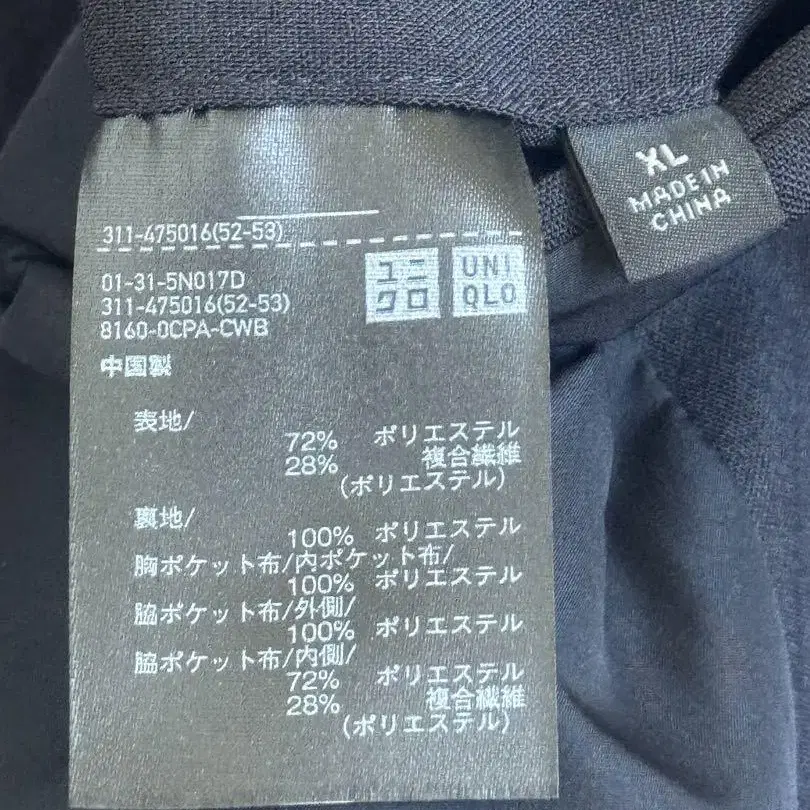 311-475016(52-53)
01-31-5N017D
311-475016(52-53)
8160-0CPA-CWB
ユニ
クロ
UNI
QLO
中国製
表地/
72% ポリエステル
28% 複合繊維
(ポリエステル)
裏地/
100% ポリエステル
胸ポケット布/内ポケット布/
100% ポリエステル
脇ポケット布/外側/
100% ポリエステル
脇ポケット布/内側/
72% ポリエステル
28% 複合繊維
(ポリエステル)
XL
MADE IN
CHINA